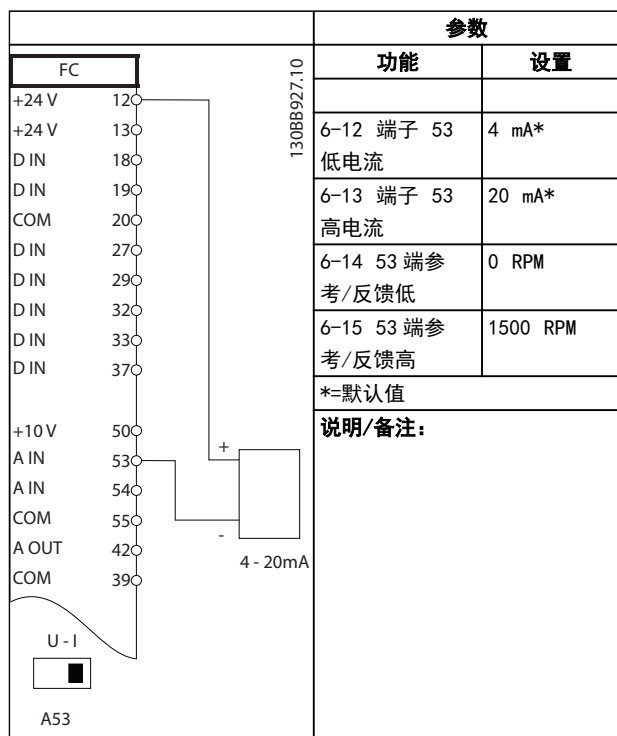 FC
+24 V 12
+24 V 13
D IN 18
D IN 19
COM 20
D IN 27
D IN 29
D IN 32
D IN 33
D IN 37
+10 V 50
A IN 53
A IN 54
COM 55
A OUT 42
COM 39
U - I
A53
+
-
4 - 20mA
130BB927.10
参数
功能 设置
6-12 端子 53 4 mA*
低电流
6-13 端子 53 20 mA*
高电流
6-14 53 端参 0 RPM
考/反馈低
6-15 53 端参 1500 RPM
考/反馈高
*=默认值
说明/备注: